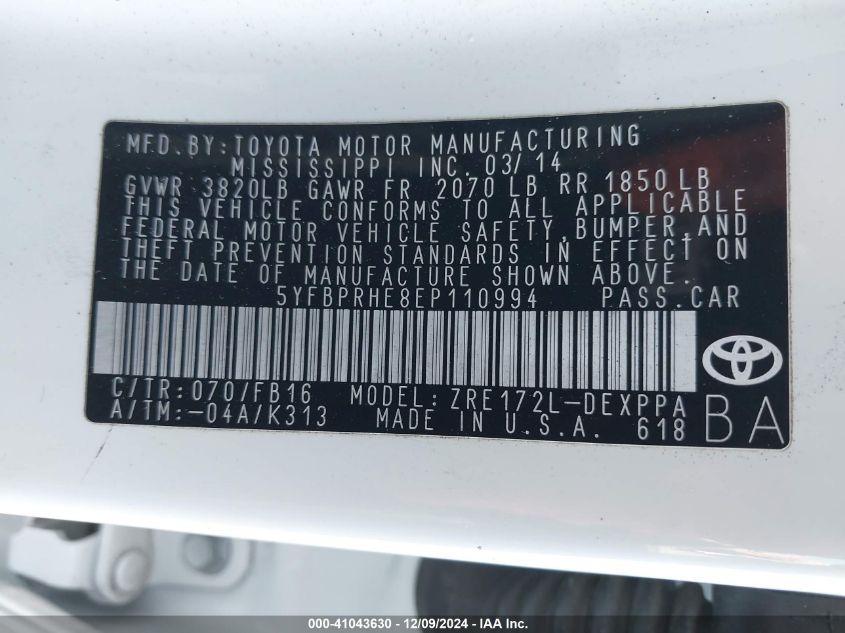 MFD. BY: TOYOTA MOTOR MANUFACTURING
MISSISSIPPI INC. 03/14
GVWR 3820LB GAWR FR 2070 LB RR 1850 LB
THIS VEHICLE CONFORMS TO ALL APPLICABLE
FEDERAL MOTOR VEHICLE SAFETY, BUMPER, AND
THEFT PREVENTION STANDARDS IN EFFECT ON
THE DATE OF MANUFACTURE SHOWN ABOVE.
5YFBPRHE8EP110994 PASS. CAR
C/TR: 070/FB16 MODEL: ZRE172L-DEXPPA
A/TM: -04A/K313 MADE IN U.S.A. 618
BA
000-41043630 - 12/09/2024 - IAA Inc.